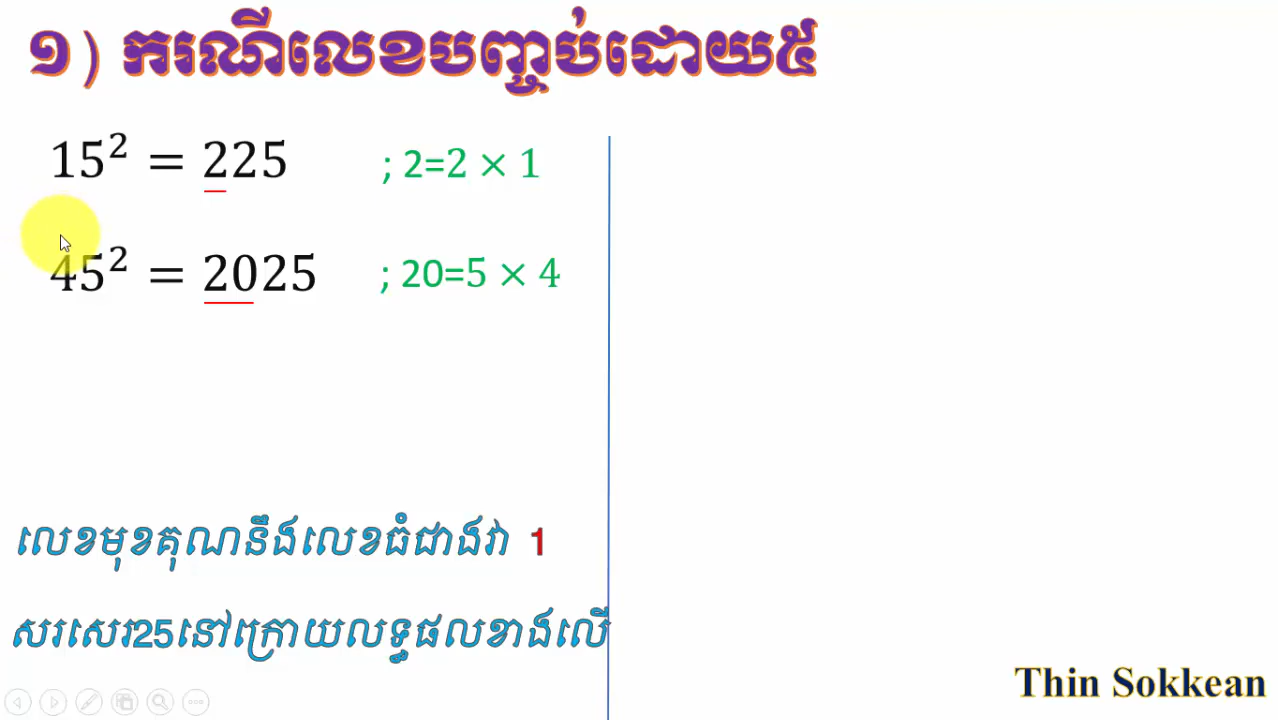 ១) ករណីលេខបញ្ចប់ដោយ៥
15² = 225 ; 2=2 × 1
45² = 2025 ; 20=5 × 4
លេខមុខគុណនឹងលេខធំជាងវា 1
សរសេរ25នៅក្រោយលទ្ធផលខាងលើ
Thin Sokkean